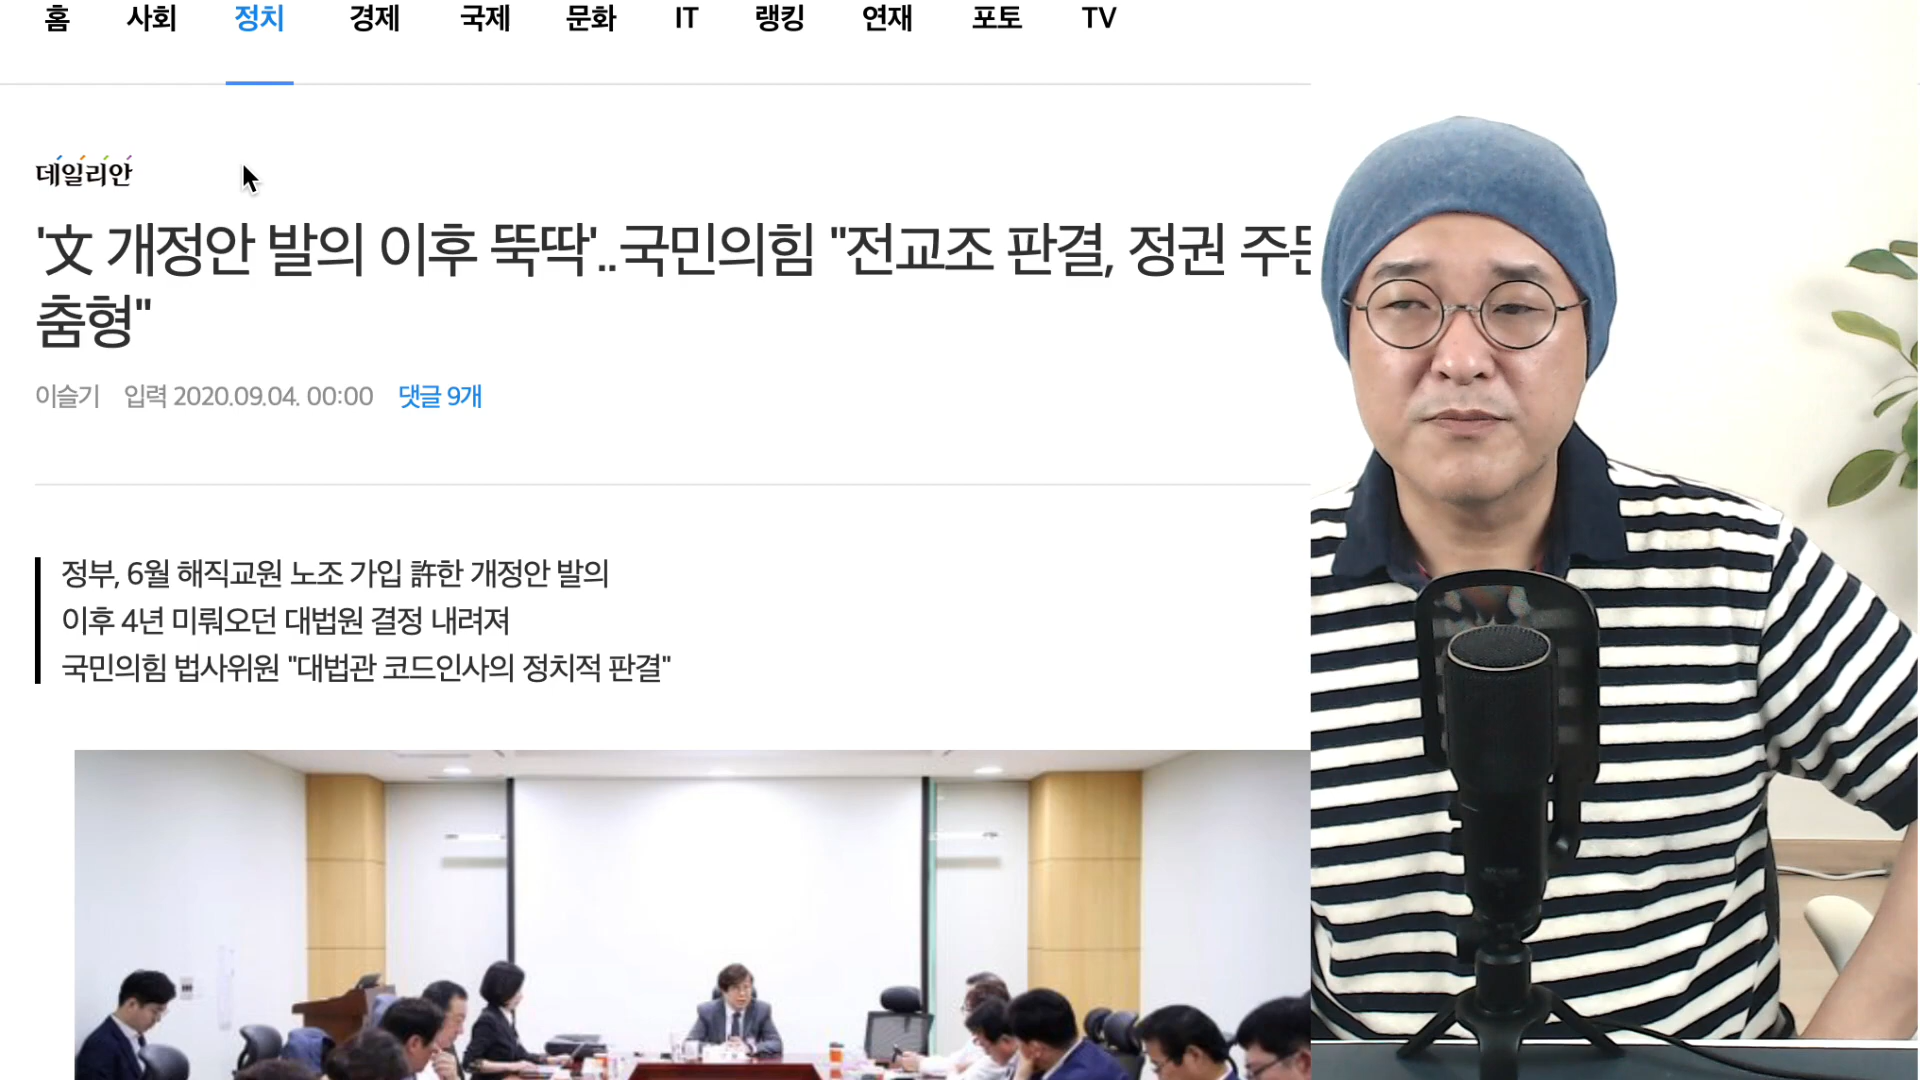 홈 사회 정치 경제 국제 문화 IT 랭킹 연재 포토 TV
데일리안
'文 개정안 발의 이후 뚝딱'..국민의힘 "전교조 판결, 정권
춤형"
이슬기 입력 2020.09.04. 00:00 댓글 9개
정부, 6월 해직교원 노조 가입 許한 개정안 발의
이후 4년 미뤄오던 대법원 결정 내려져
국민의힘 법사위원 "대법관 코드인사의 정치적 판결"